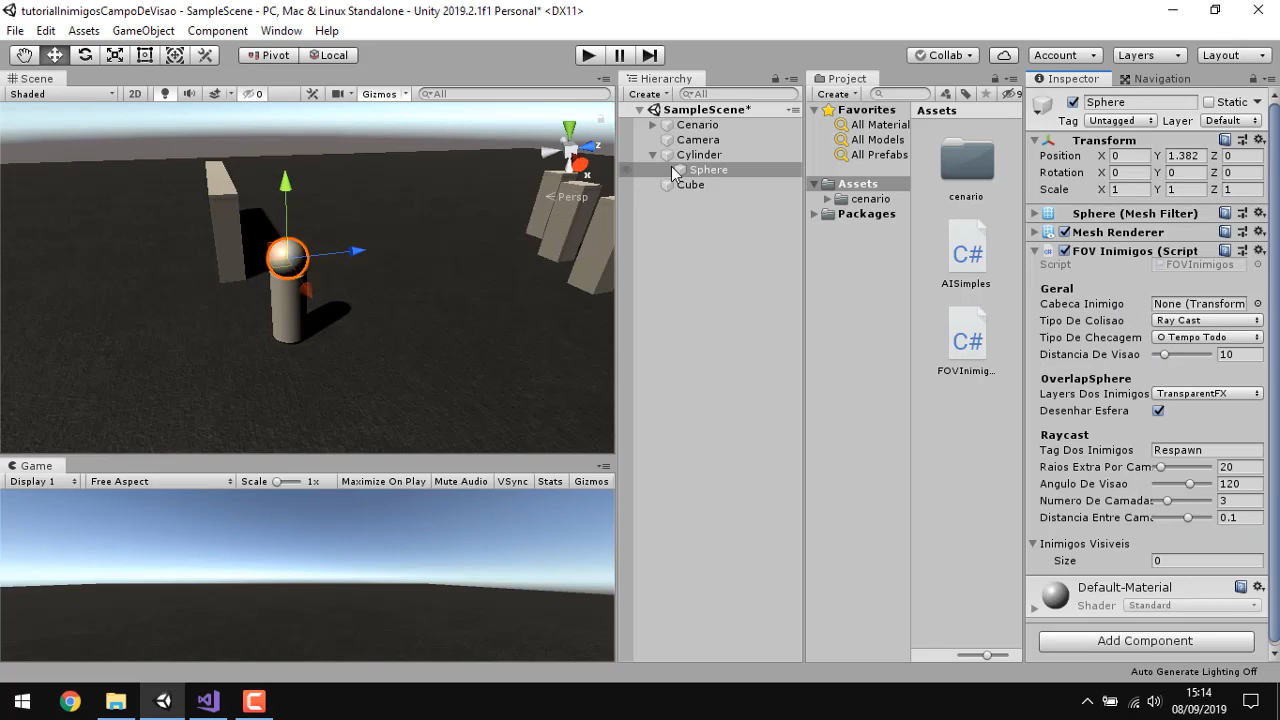 tutorialInimigosCampoDeVisao - SampleScene - PC, Mac & Linux Standalone - Unity 2019.2.1f1 Personal* <DX11>
File Edit Assets GameObject Component Window Help
Pivot Local Collab Account Layers Layout
Scene
Shaded 2D 0 Gizmos All
y
z
x
Persp
Game
Display 1 Free Aspect Scale 1x Maximize On Play Mute Audio VSync Stats Gizmos
Hierarchy
Create All
SampleScene*
Cenario
Camera
Cylinder
Sphere
Cube
Project
Create 9
Favorites
All Material
All Models
All Prefabs
Assets
cenario
Packages
Assets
cenario
C#
AISimples
C#
FOVInimig...
Inspector Navigation
Sphere Static
Tag Untagged Layer Default
Transform
Position X 0 Y 1.382 Z 0
Rotation X 0 Y 0 Z 0
Scale X 1 Y 1 Z 1
Sphere (Mesh Filter)
Mesh Renderer
FOV Inimigos (Script
Script FOVInimigos
Geral
Cabeca Inimigo None (Transform
Tipo De Colisao Ray Cast
Tipo De Checagem O Tempo Todo
Distancia De Visao 10
OverlapSphere
Layers Dos Inimigos TransparentFX
Desenhar Esfera
Raycast
Tag Dos Inimigos Respawn
Raios Extra Por Cam 20
Angulo De Visao 120
Numero De Camadas 3
Distancia Entre Cama 0.1
Inimigos Visiveis
Size 0
Default-Material
Shader Standard
Add Component
Auto Generate Lighting Off
15:14
08/09/2019